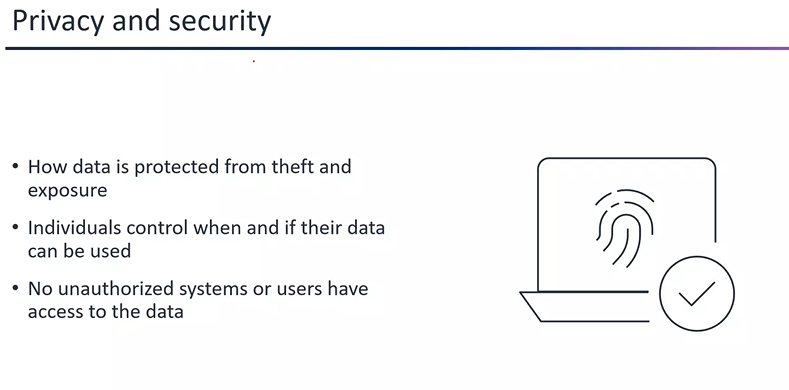 Privacy and security
• How data is protected from theft and
exposure
• Individuals control when and if their data
can be used
• No unauthorized systems or users have
access to the data